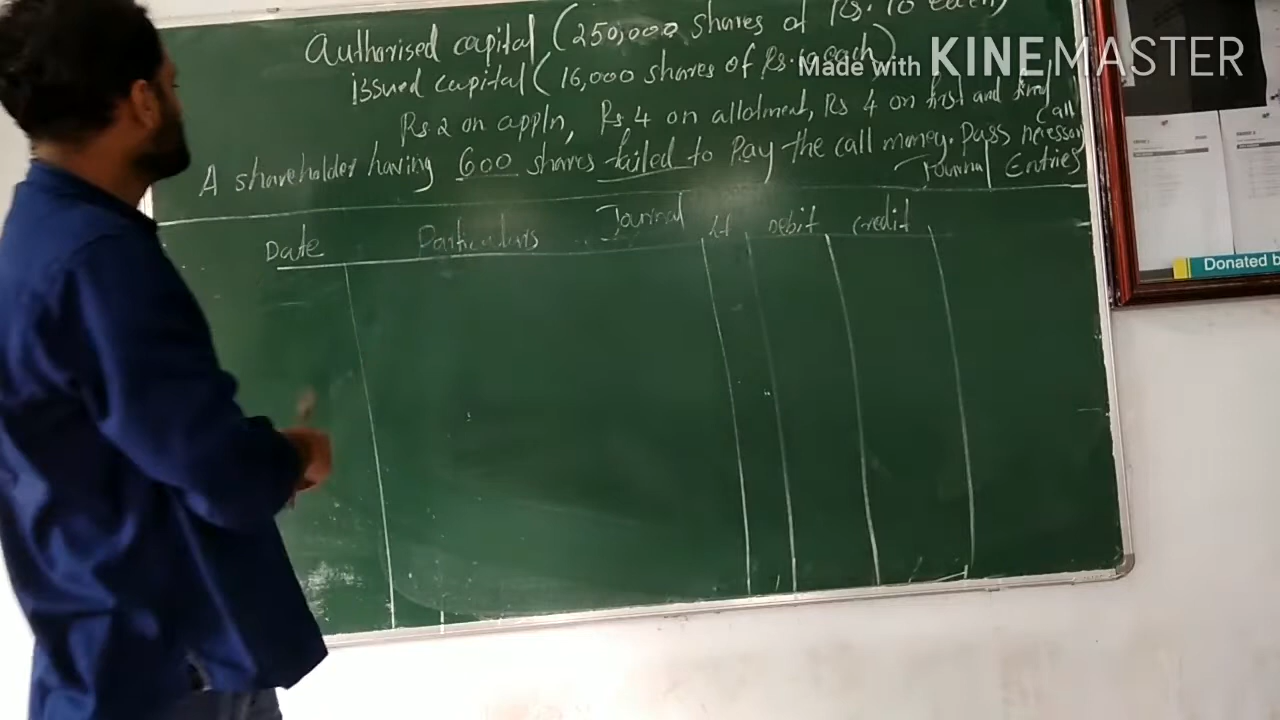 Authorised capital (250,000 shares of Rs. 10 each)
Issued capital (16,000 shares of Rs. 10 each)
Made with KINEMASTER
Rs. 2 on appln, Rs. 4 on allotment, Rs 4 on first and final call
A shareholder having 600 shares failed to Pay the call money. Pass necessary
Journal Entries
Journal
Date Particulars Debit credit
Donated b